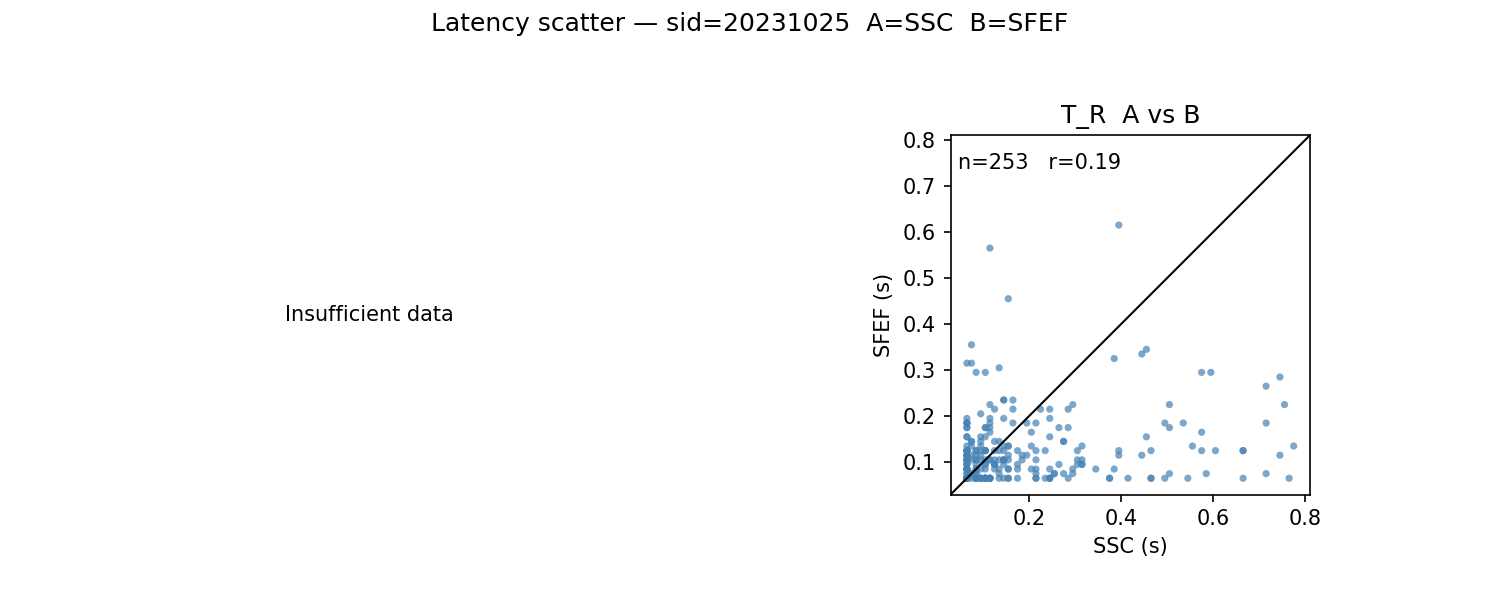 Latency scatter — sid=20231025  A=SSC  B=SFEF
Insufficient data
T_R  A vs B
n=253   r=0.19
0.8
0.7
0.6
0.5
0.4
0.3
0.2
0.1
SFEF (s)
0.2 0.4 0.6 0.8
SSC (s)